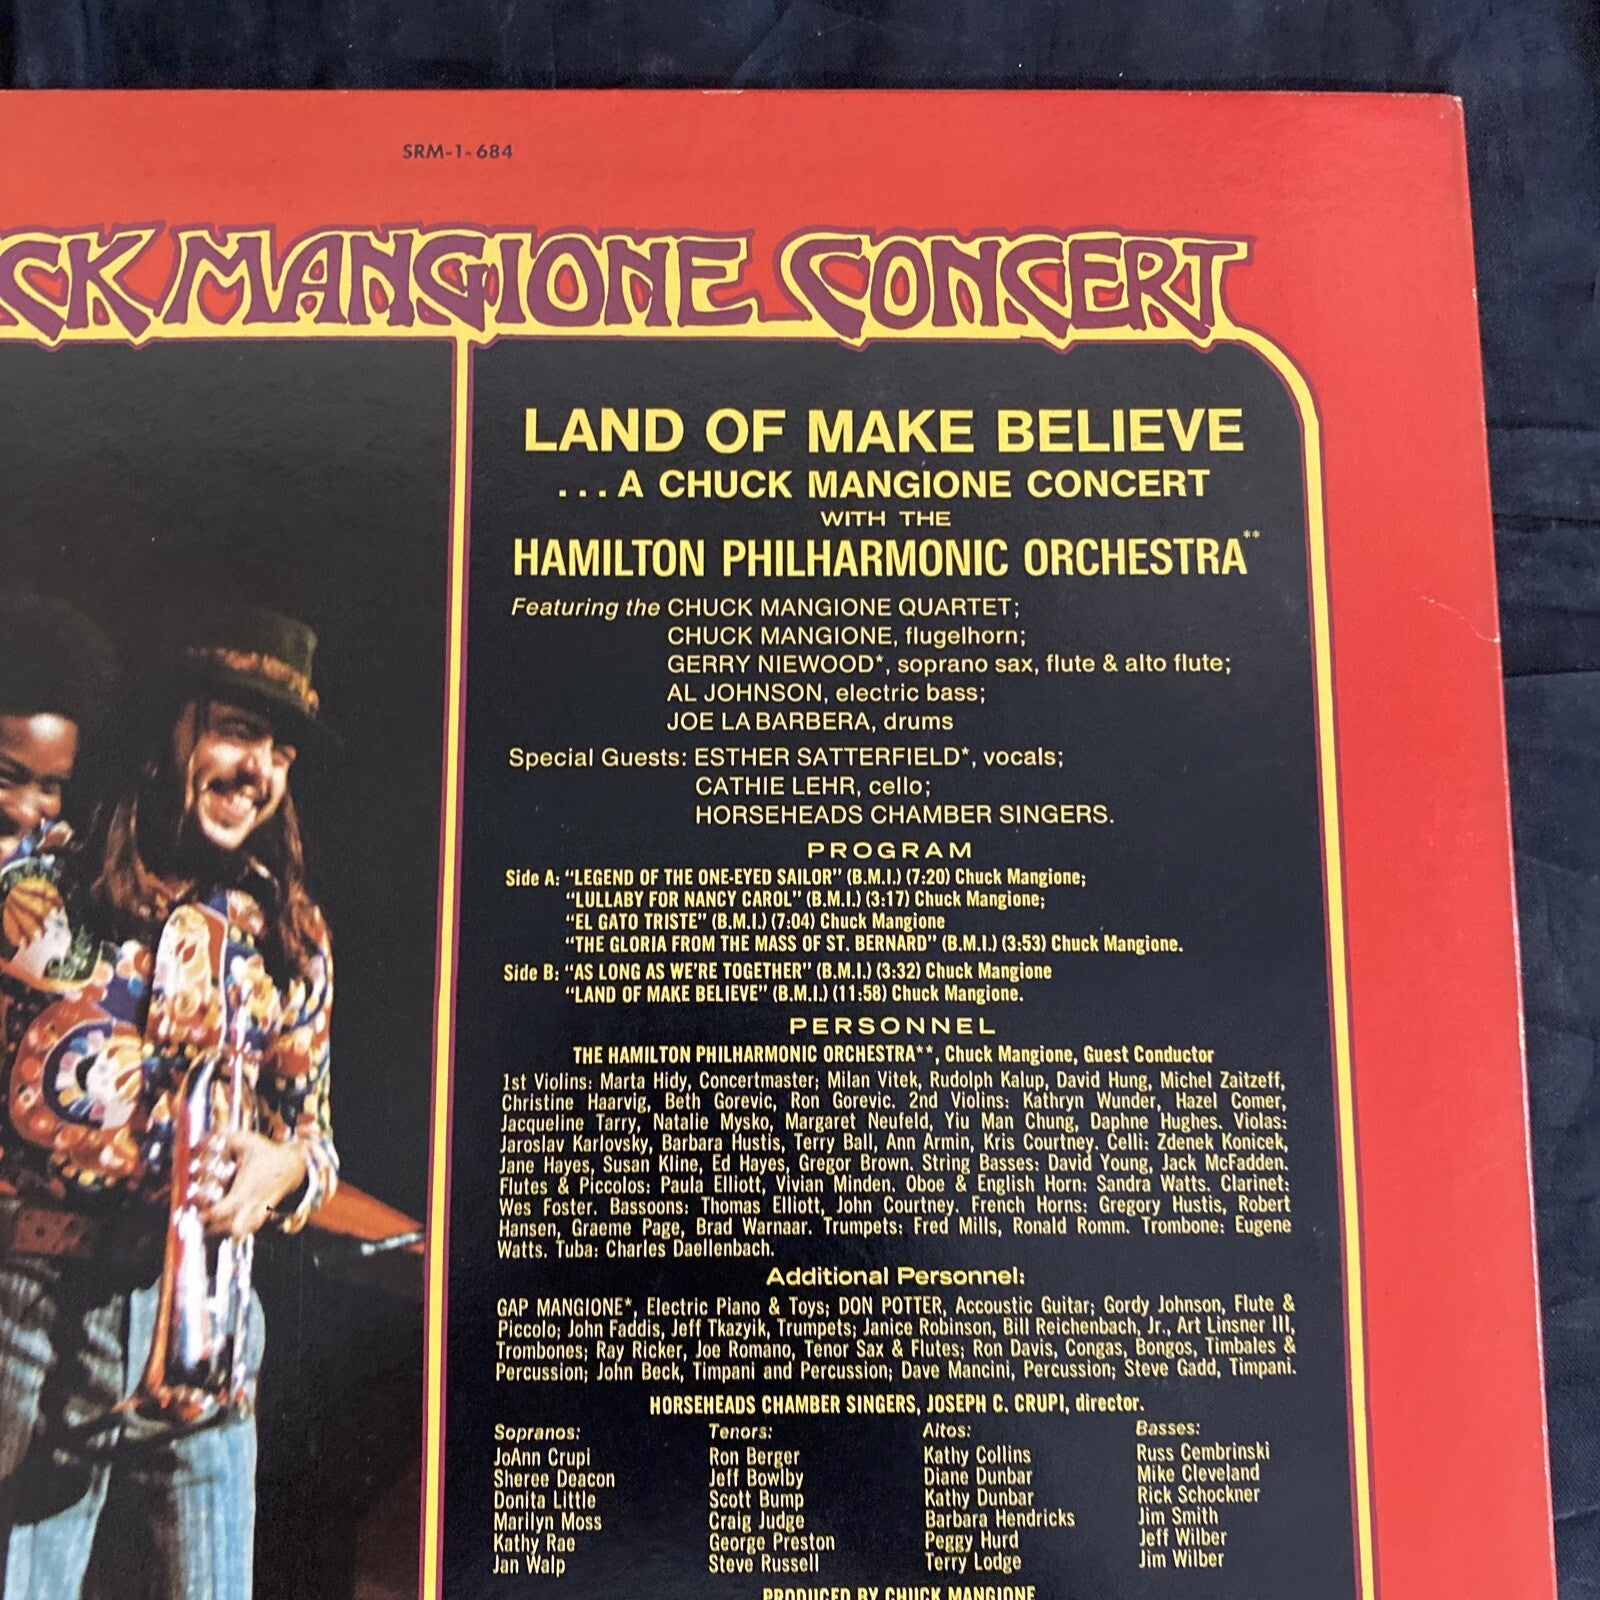 SRM-1-684
CK MANGIONE CONCERT
LAND OF MAKE BELIEVE
...A CHUCK MANGIONE CONCERT
WITH THE
HAMILTON PHILHARMONIC ORCHESTRA**
Featuring the CHUCK MANGIONE QUARTET;
CHUCK MANGIONE, flugelhorn;
GERRY NIEWOOD*, soprano sax, flute & alto flute;
AL JOHNSON, electric bass;
JOE LA BARBERA, drums
Special Guests: ESTHER SATTERFIELD*, vocals;
CATHIE LEHR, cello;
HORSEHEADS CHAMBER SINGERS.
PROGRAM
Side A: "LEGEND OF THE ONE-EYED SAILOR" (B.M.I.) (7:20) Chuck Mangione;
"LULLABY FOR NANCY CAROL" (B.M.I.) (3:17) Chuck Mangione;
"EL GATO TRISTE" (B.M.I.) (7:04) Chuck Mangione
"THE GLORIA FROM THE MASS OF ST. BERNARD" (B.M.I.) (3:53) Chuck Mangione.
Side B: "AS LONG AS WE'RE TOGETHER" (B.M.I.) (3:32) Chuck Mangione
"LAND OF MAKE BELIEVE" (B.M.I.) (11:58) Chuck Mangione.
PERSONNEL
THE HAMILTON PHILHARMONIC ORCHESTRA**, Chuck Mangione, Guest Conductor
1st Violins: Marta Hidy, Concertmaster; Milan Vitek, Rudolph Kalup, David Hung, Michel Zaitzeff,
Christine Haarvig, Beth Gorevic, Ron Gorevic. 2nd Violins: Kathryn Wunder, Hazel Comer,
Jacqueline Tarry, Natalie Mysko, Margaret Neufeld, Yiu Man Chung, Daphne Hughes. Violas:
Jaroslav Karlovsky, Barbara Hustis, Terry Ball, Ann Armin, Kris Courtney. Celli: Zdenek Konicek,
Jane Hayes, Susan Kline, Ed Hayes, Gregor Brown. String Basses: David Young, Jack McFadden.
Flutes & Piccolos: Paula Elliott, Vivian Minden. Oboe & English Horn: Sandra Watts. Clarinet:
Wes Foster. Bassoons: Thomas Elliott, John Courtney. French Horns: Gregory Hustis, Robert
Hansen, Graeme Page, Brad Warnaar. Trumpets: Fred Mills, Ronald Romm. Trombone: Eugene
Watts. Tuba: Charles Daellenbach.
Additional Personnel:
GAP MANGIONE*, Electric Piano & Toys; DON POTTER, Accoustic Guitar; Gordy Johnson, Flute &
Piccolo; John Faddis, Jeff Tkazyik, Trumpets; Janice Robinson, Bill Reichenbach, Jr., Art Linsner III,
Trombones; Ray Ricker, Joe Romano, Tenor Sax & Flutes; Ron Davis, Congas, Bongos, Timbales &
Percussion; John Beck, Timpani and Percussion; Dave Mancini, Percussion; Steve Gadd, Timpani.
HORSEHEADS CHAMBER SINGERS, JOSEPH C. CRUPI, director.
Sopranos: Tenors: Altos: Basses:
JoAnn Crupi Ron Berger Kathy Collins Russ Cembrinski
Sheree Deacon Jeff Bowlby Diane Dunbar Mike Cleveland
Donita Little Scott Bump Kathy Dunbar Rick Schockner
Marilyn Moss Craig Judge Barbara Hendricks Jim Smith
Kathy Rae George Preston Peggy Hurd Jeff Wilber
Jan Walp Steve Russell Terry Lodge Jim Wilber
PRODUCED BY CHUCK MANGIONE